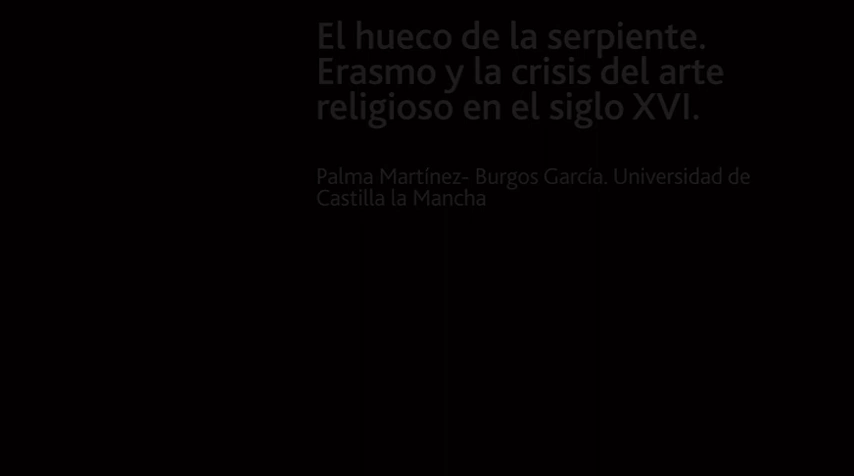 El hueco de la serpiente.
Erasmo y la crisis del arte
religioso en el siglo XVI.
Palma Martínez- Burgos García. Universidad de
Castilla la Mancha